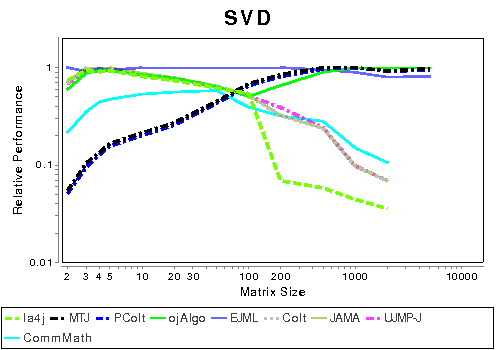 SVD
Relative Performance
1
0.1
0.01
2 3 4 5 10 20 30 100 200 1000 10000
Matrix Size
la4j MTJ PColt ojAlgo EJML Colt JAMA UJMP-J
CommMath